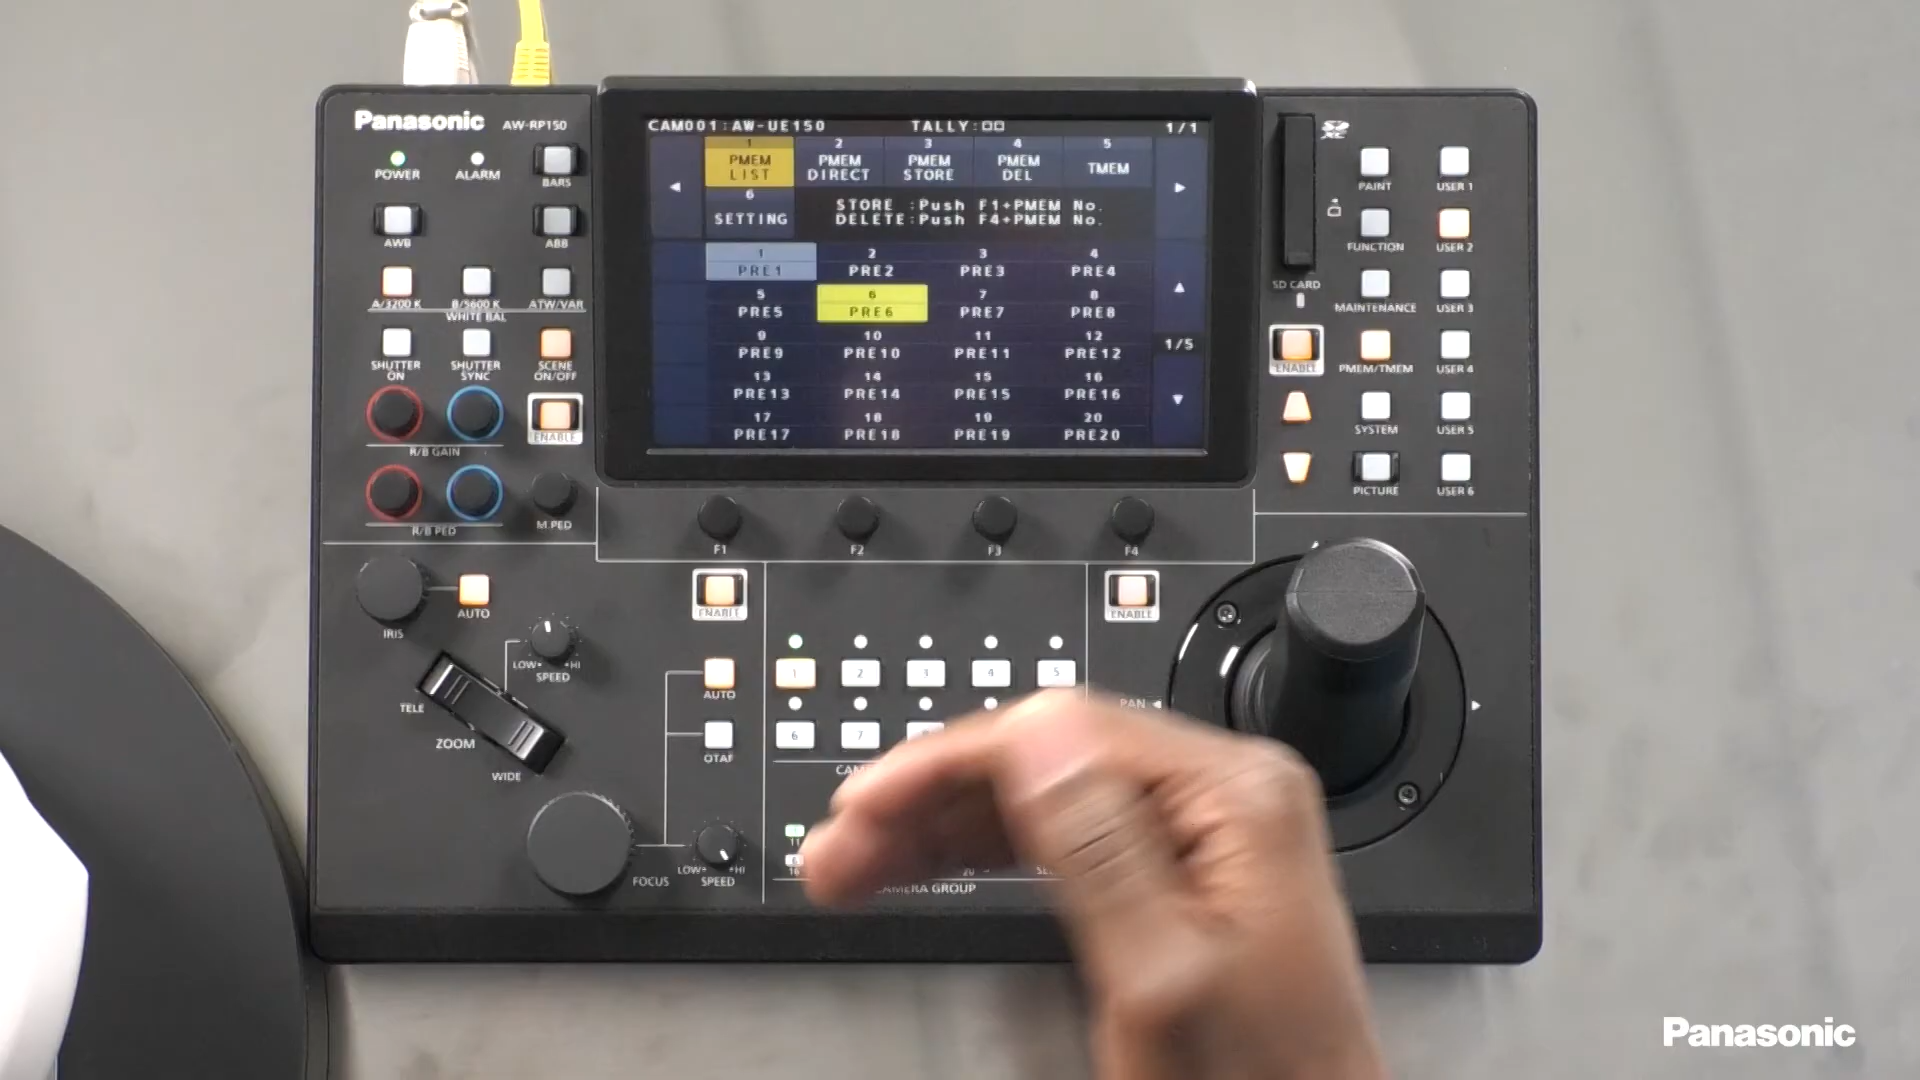 Panasonic AW-RP150
POWER ALARM BARS
AWB ABB
A/3200 K B/5600 K ATW/VAR
WHITE BAL
SHUTTER ON SHUTTER SYNC SCENE ON/OFF
ENABLE
R/B GAIN
R/B PED M.PED
CAM001:AW-UE150 TALLY:□□ 1/1
1 2 3 4 5
PMEM LIST PMEM DIRECT PMEM STORE PMEM DEL TMEM
6
SETTING
STORE :Push F1+PMEM No.
DELETE:Push F4+PMEM No.
1 2 3 4
PRE1 PRE2 PRE3 PRE4
5 6 7 8
PRE5 PRE6 PRE7 PRE8
1/5
9 10 11 12
PRE9 PRE10 PRE11 PRE12
13 14 15 16
PRE13 PRE14 PRE15 PRE16
17 18 19 20
PRE17 PRE18 PRE19 PRE20
F1 F2 F3 F4
SD XC
SD CARD
ENABLE
PAINT USER 1
FUNCTION USER 2
MAINTENANCE USER 3
PMEM/TMEM USER 4
SYSTEM USER 5
PICTURE USER 6
IRIS AUTO
LOW HI
SPEED
TELE
ZOOM
WIDE
ENABLE
AUTO
OTAF
FOCUS
LOW HI
SPEED
1 2 3 4 5
6 7
CAM
11
6
16 20 SE
CAMERA GROUP
ENABLE
PAN
Panasonic